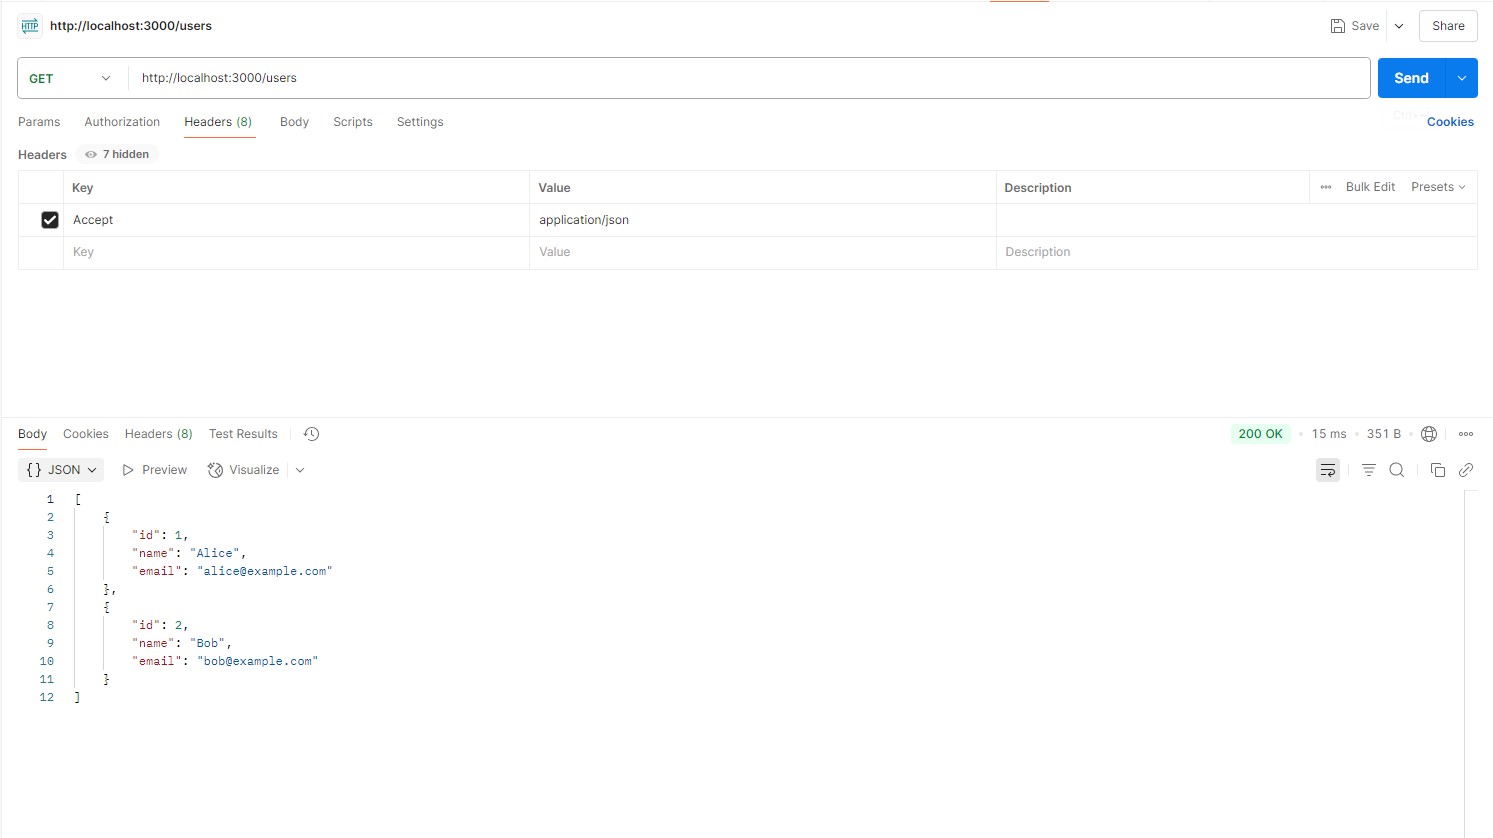 HTTP http://localhost:3000/users Save Share
GET http://localhost:3000/users Send
Params Authorization Headers (8) Body Scripts Settings Cookies
Headers 7 hidden
Key Value Description Bulk Edit Presets
Accept application/json
Key Value Description
Body Cookies Headers (8) Test Results 200 OK • 15 ms • 351 B •
{} JSON Preview Visualize
1 [
2 {
3 "id": 1,
4 "name": "Alice",
5 "email": "alice@example.com"
6 },
7 {
8 "id": 2,
9 "name": "Bob",
10 "email": "bob@example.com"
11 }
12 ]